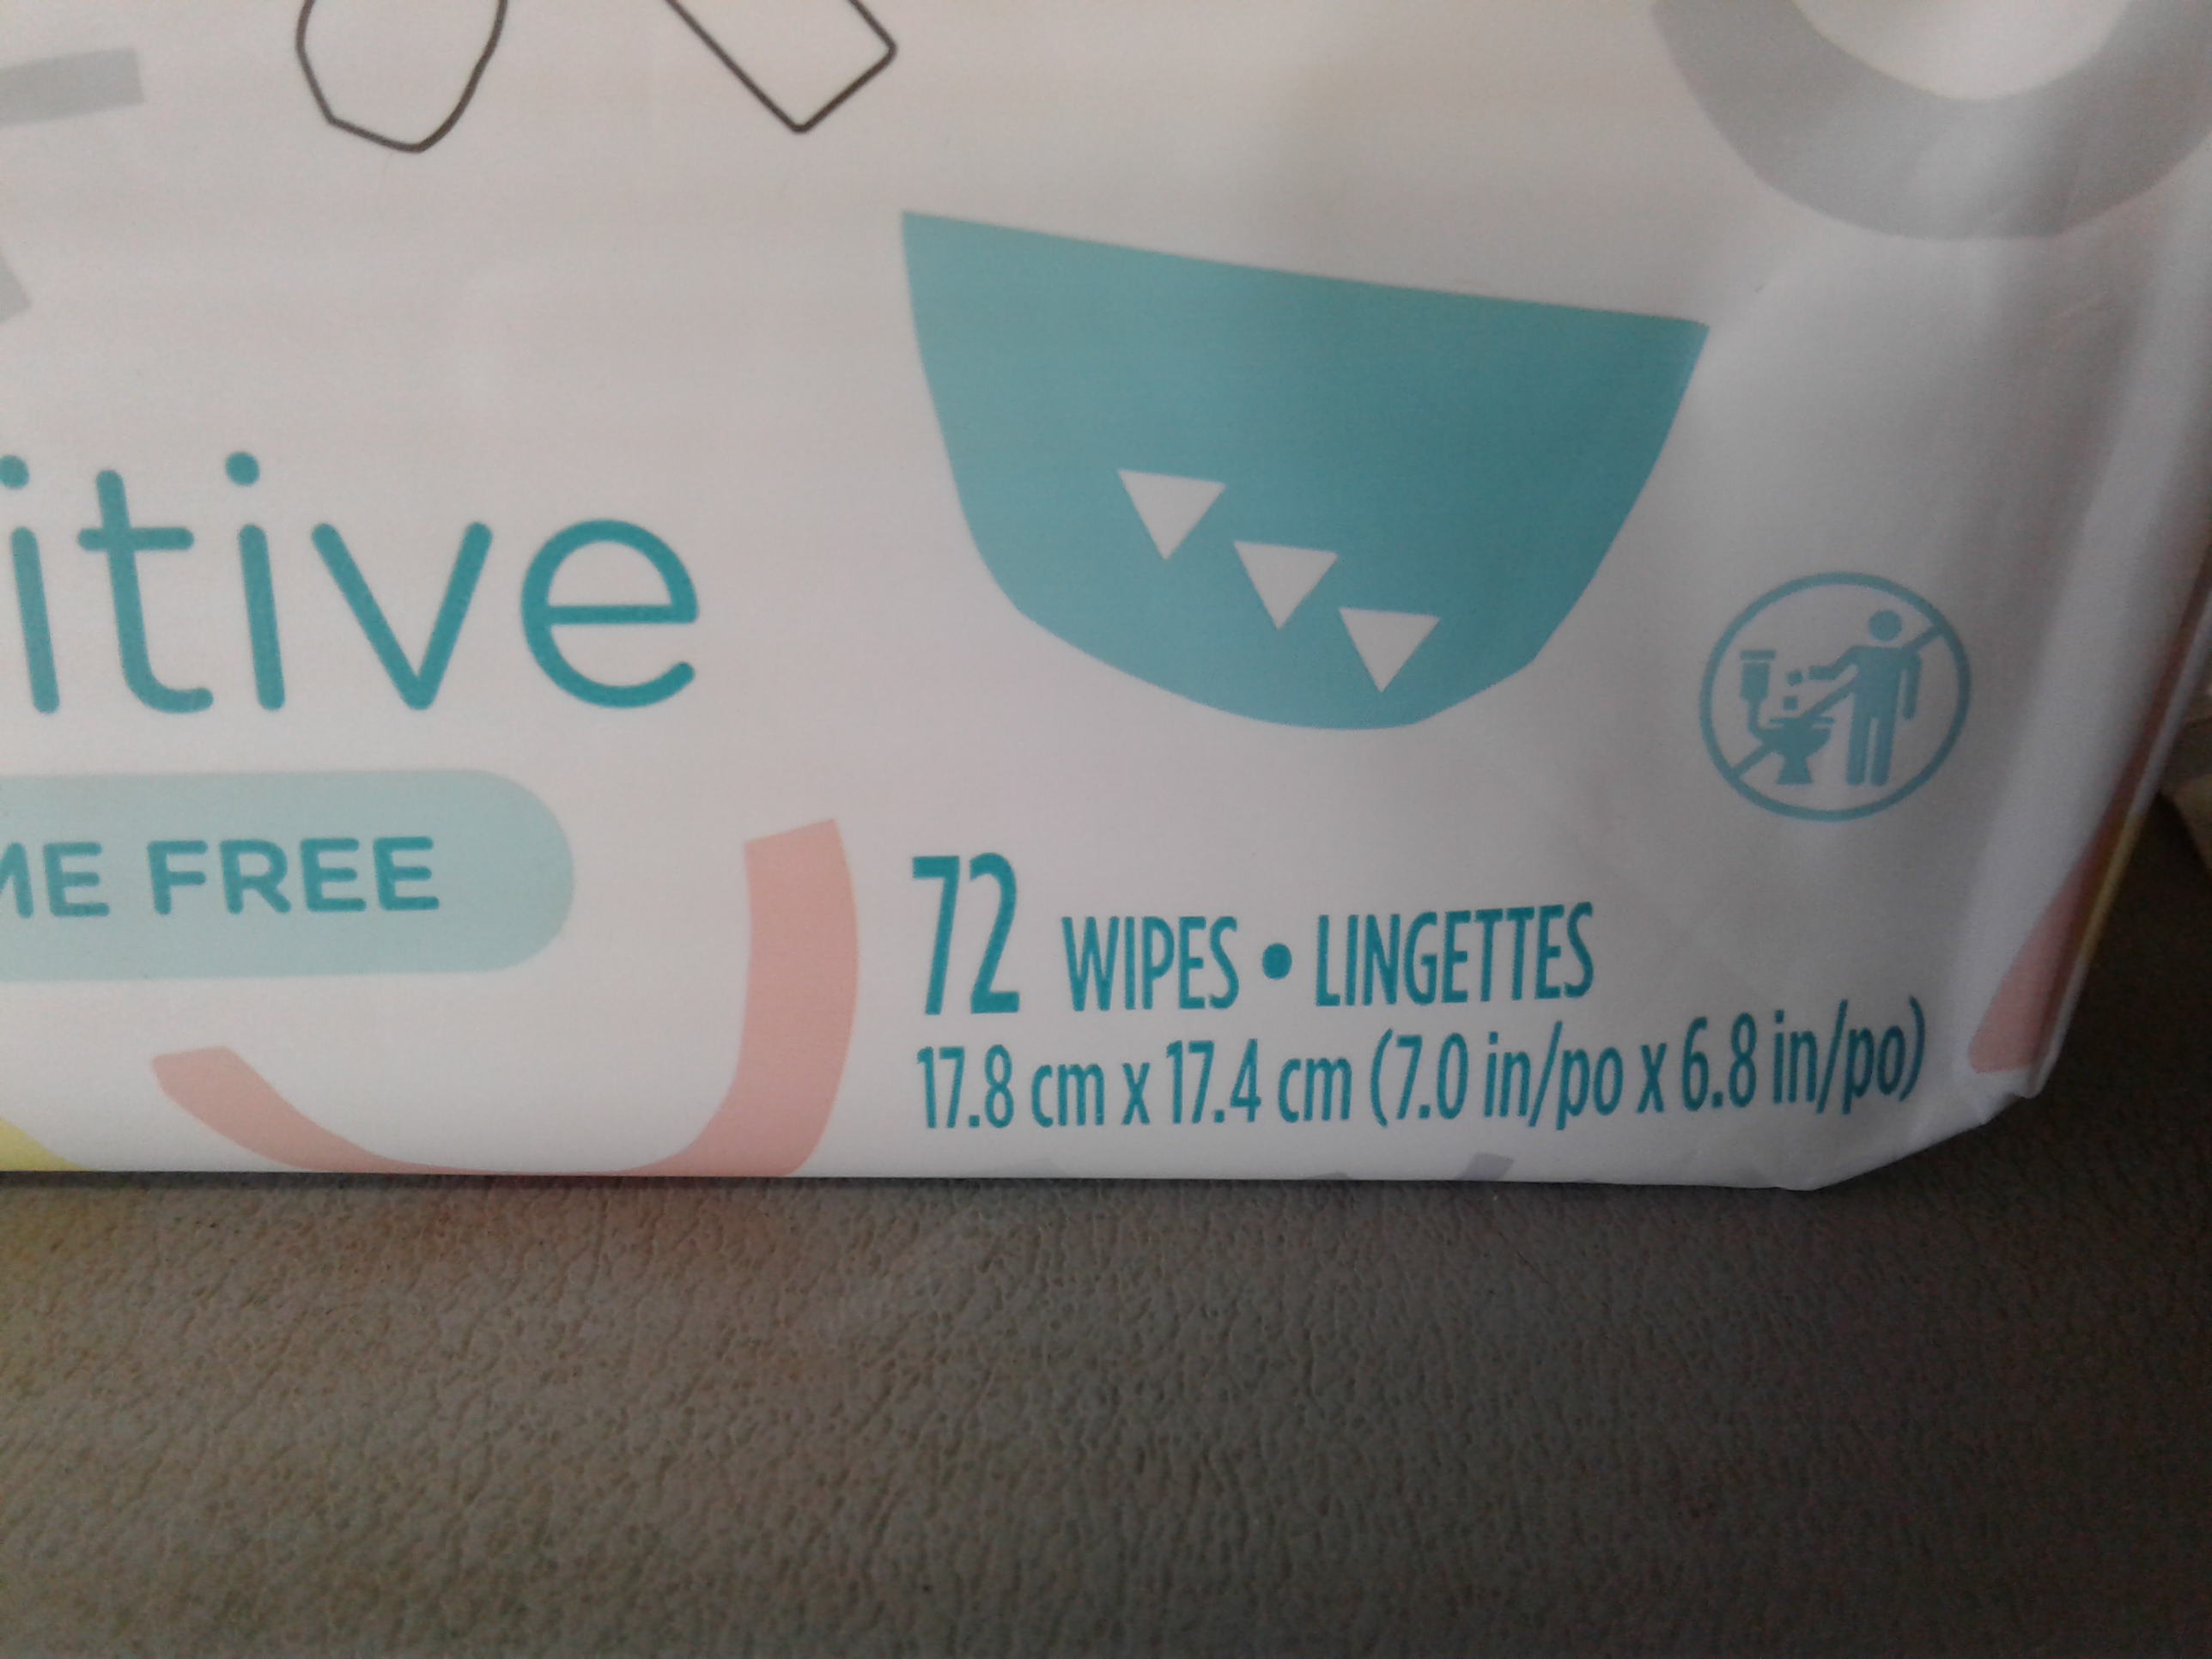 itive
ME FREE
72 WIPES • LINGETTES
17.8 cm x 17.4 cm (7.0 in/po x 6.8 in/po)